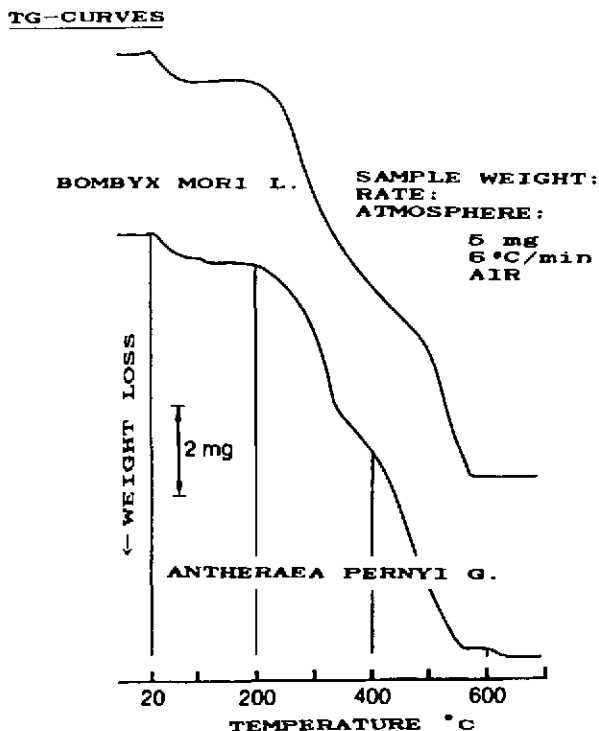 TG-CURVES
BOMBYX MORI L.
SAMPLE WEIGHT:
RATE:
ATMOSPHERE:
5 mg
5 °C/min
AIR
← WEIGHT LOSS
2 mg
ANTHERAEA PERNYI G.
20 200 400 600
TEMPERATURE °C